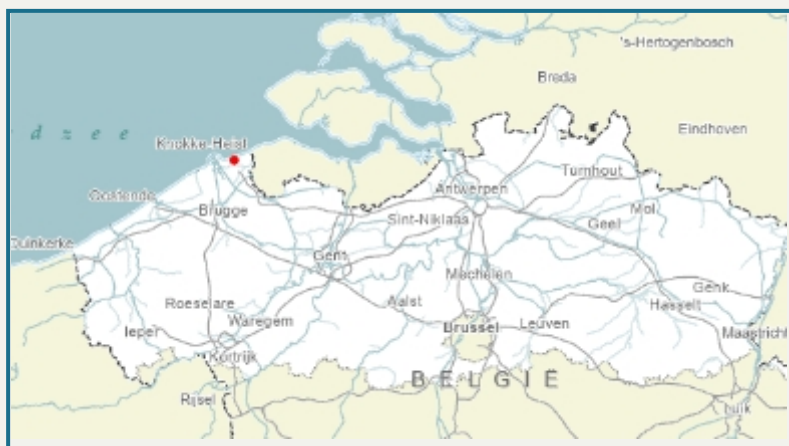 's-Hertogenbosch
Breda
Eindhoven
d z e e
Knokke-Heist
Turnhout
Antwerpen
Oostende
Brugge
Mol
Sint-Niklaas
Geel
Duinkerke
Gent
Mechelen
Genk
Roeselare
Aalst
Hasselt
Waregem
Ieper
Brussel
Leuven
Maastricht
Kortrijk
BELGIË
Rijsel
Luik